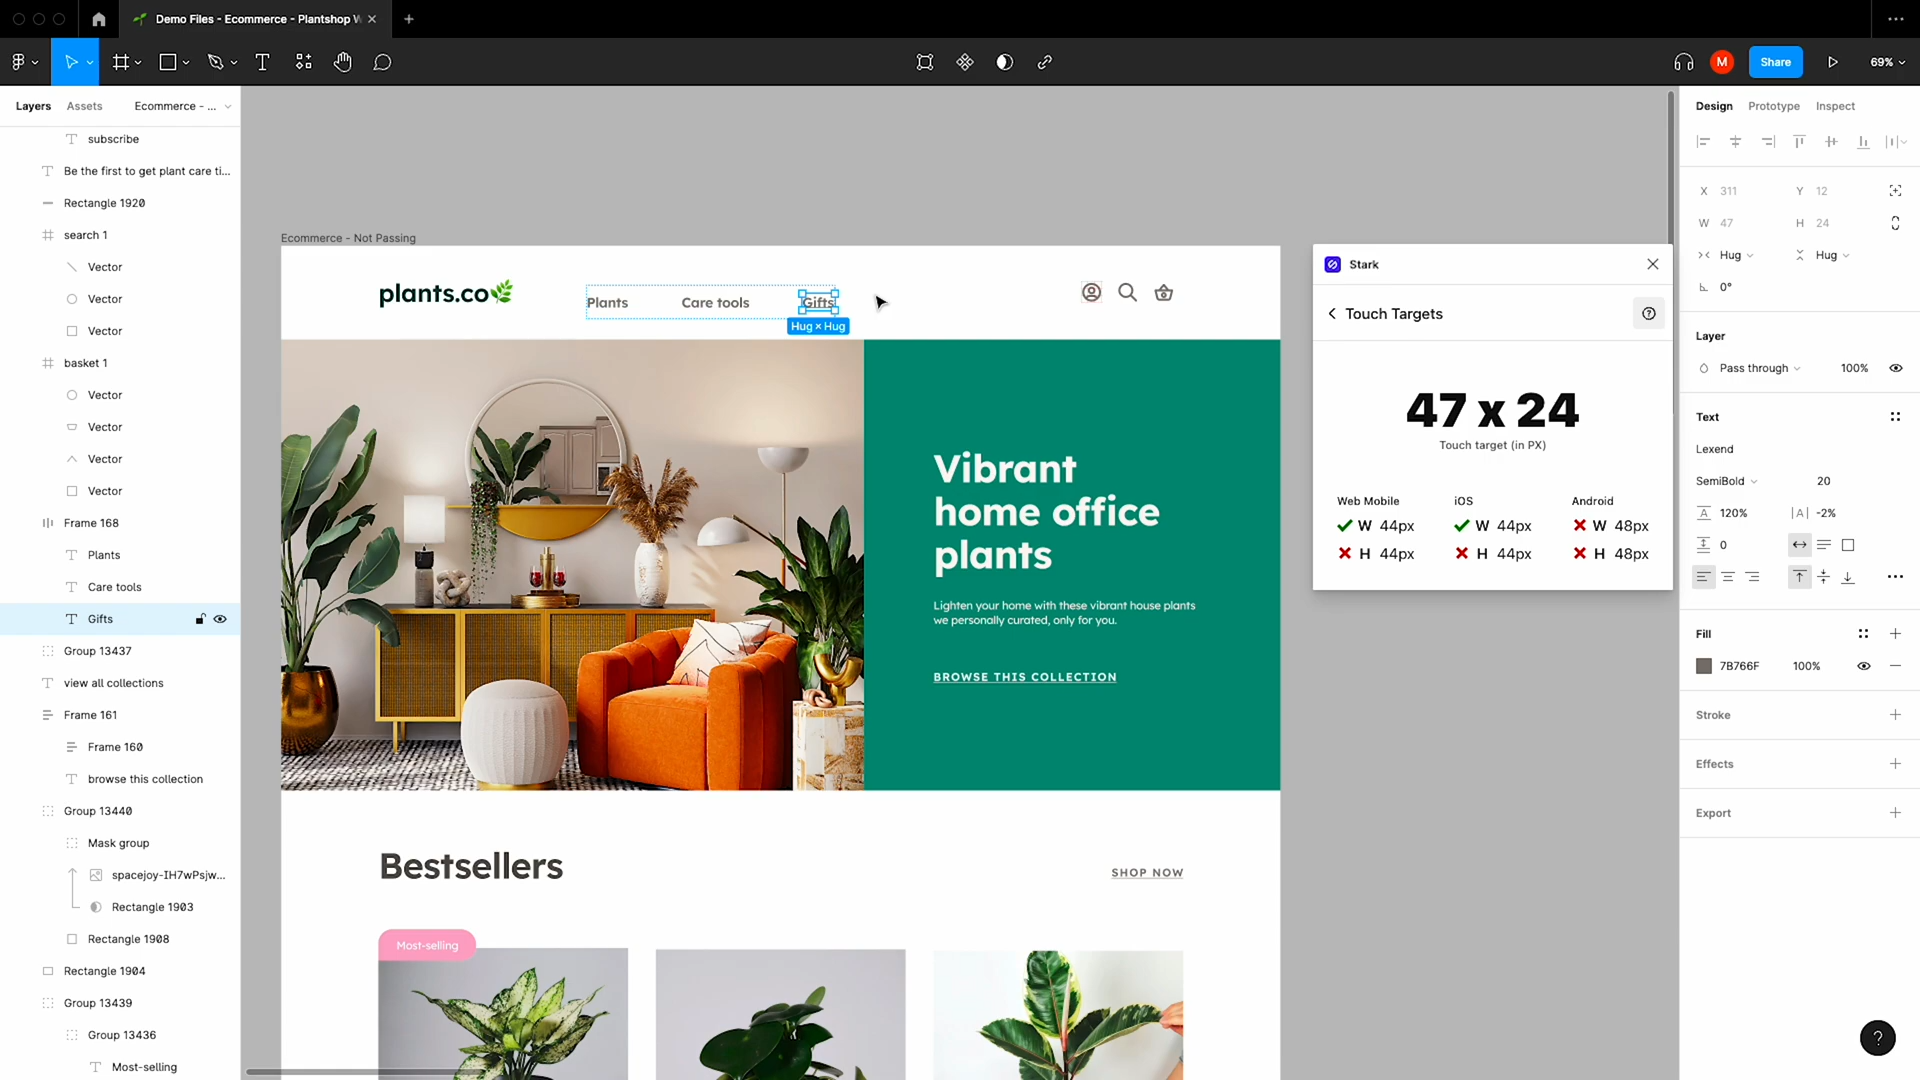 Demo Files - Ecommerce - Plantshop W
Share
M
69%
Layers
Assets
Ecommerce - ...
subscribe
Be the first to get plant care ti...
Rectangle 1920
search 1
Vector
Vector
Vector
basket 1
Vector
Vector
Vector
Vector
Frame 168
Plants
Care tools
Gifts
Group 13437
view all collections
Frame 161
Frame 160
browse this collection
Group 13440
Mask group
spacejoy-IH7wPsjw...
Rectangle 1903
Rectangle 1908
Rectangle 1904
Group 13439
Group 13436
Most-selling
Ecommerce - Not Passing
plants.co
Plants
Care tools
Gifts
Hug × Hug
Vibrant
home office
plants
Lighten your home with these vibrant house plants
we personally curated, only for you.
BROWSE THIS COLLECTION
Bestsellers
SHOP NOW
Most-selling
Stark
Touch Targets
47 x 24
Touch target (in PX)
Web Mobile
W 44px
H 44px
iOS
W 44px
H 44px
Android
W 48px
H 48px
Design
Prototype
Inspect
X 311
Y 12
W 47
H 24
Hug
Hug
0°
Layer
Pass through
100%
Text
Lexend
SemiBold
20
120%
-2%
0
Fill
7B766F
100%
Stroke
Effects
Export
?